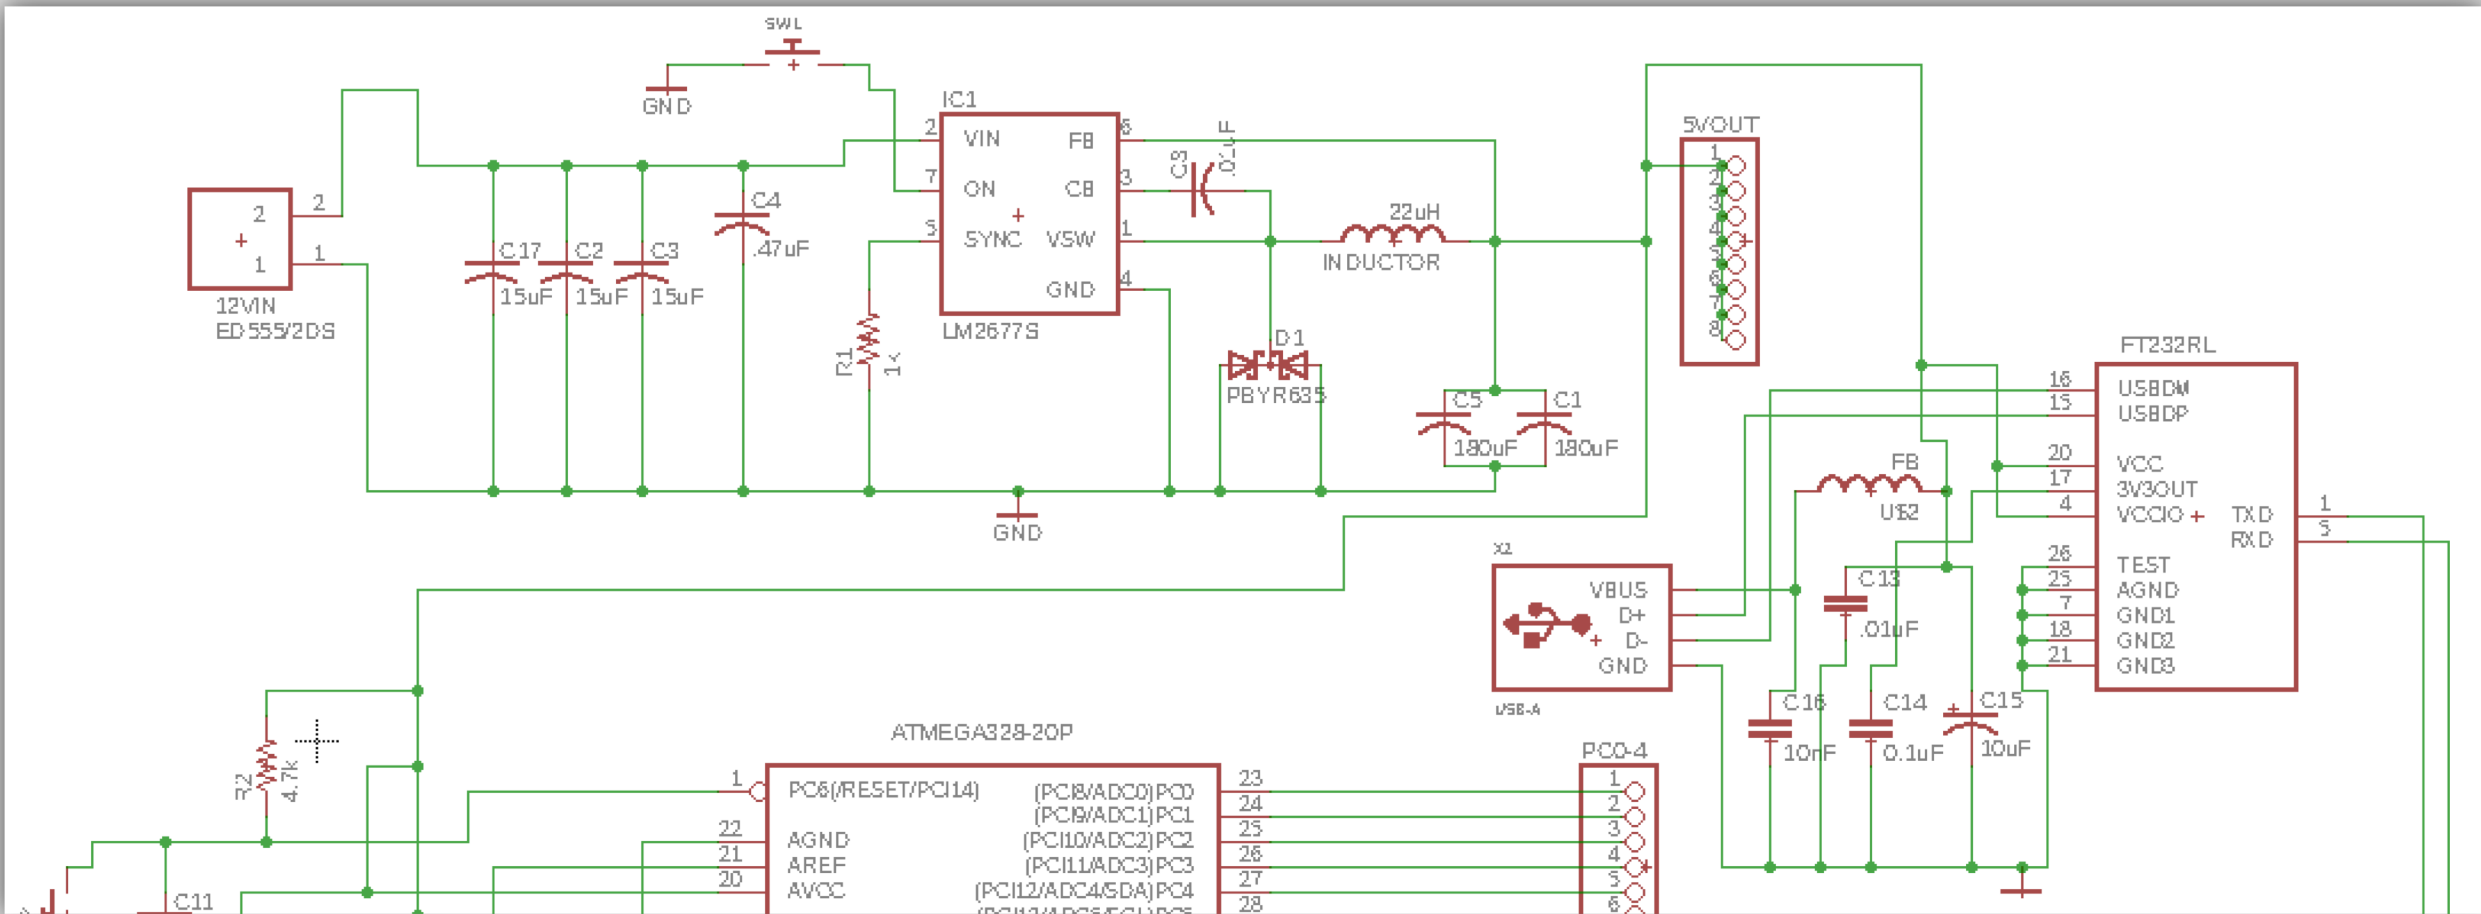 SW1
GND
IC1
2 VIN FB 6
7 ON CB 3
5 SYNC VSW 1
GND 4
LM2677S
C8
.01uF
2 2
1 1
12VIN
ED555/2DS
C17
15uF
C2
15uF
C3
15uF
C4
.47uF
R1
1k
22uH
INDUCTOR
D1
PBYR635
C5
180uF
C1
180uF
GND
5VOUT
1
2
3
4
5
6
7
8
FT232RL
16 USBDM
15 USBDP
20 VCC
17 3V3OUT
4 VCCIO TXD 1
RXD 5
26 TEST
25 AGND
7 GND1
18 GND2
21 GND3
FB
X2
VBUS
D+
D-
GND
USB-A
C13
.01uF
C16
10nF
C14
0.1uF
C15
10uF
R2
4.7k
C11
ATMEGA328-20P
1 PC6(/RESET/PCI14) (PCI8/ADC0)PC0 23
(PCI9/ADC1)PC1 24
22 AGND (PCI10/ADC2)PC2 25
21 AREF (PCI11/ADC3)PC3 26
20 AVCC (PCI12/ADC4/SDA)PC4 27
28
PC0-4
1
2
3
4
5
6